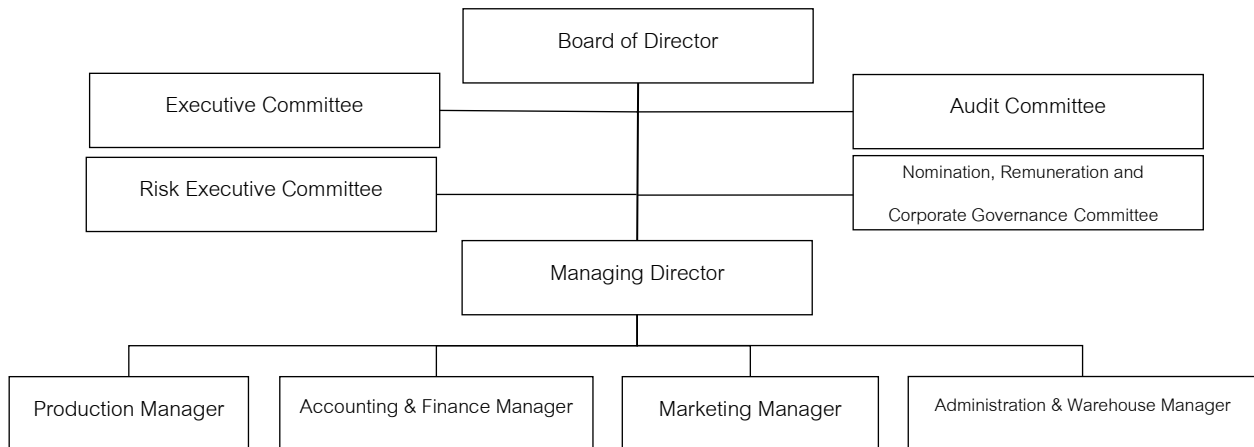 Board of Director
Executive Committee
Audit Committee
Risk Executive Committee
Nomination, Remuneration and
Corporate Governance Committee
Managing Director
Production Manager
Accounting & Finance Manager
Marketing Manager
Administration & Warehouse Manager